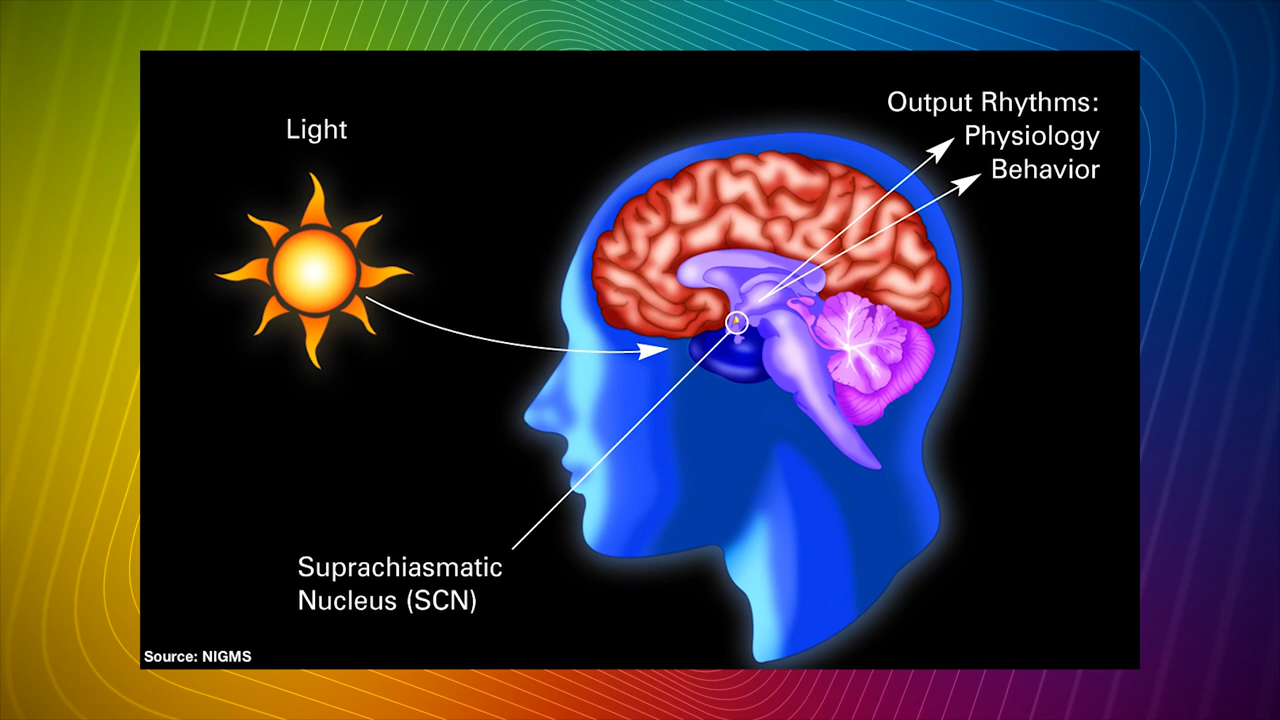 Light
Output Rhythms:
Physiology
Behavior
Suprachiasmatic
Nucleus (SCN)
Source: NIGMS